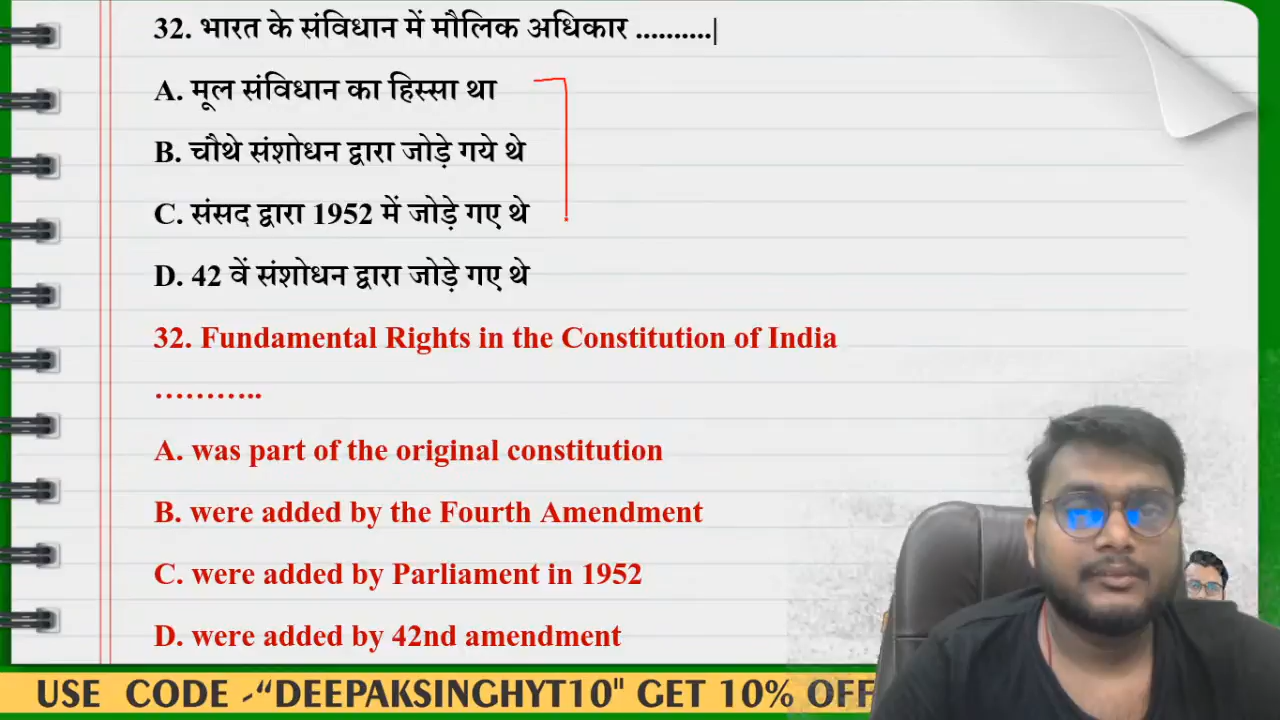 32. भारत के संविधान में मौलिक अधिकार ..........|
A. मूल संविधान का हिस्सा था
B. चौथे संशोधन द्वारा जोड़े गये थे
C. संसद द्वारा 1952 में जोड़े गए थे
D. 42 वें संशोधन द्वारा जोड़े गए थे
32. Fundamental Rights in the Constitution of India
………..
A. was part of the original constitution
B. were added by the Fourth Amendment
C. were added by Parliament in 1952
D. were added by 42nd amendment
USE CODE -“DEEPAKSINGHYT10" GET 10% OFF